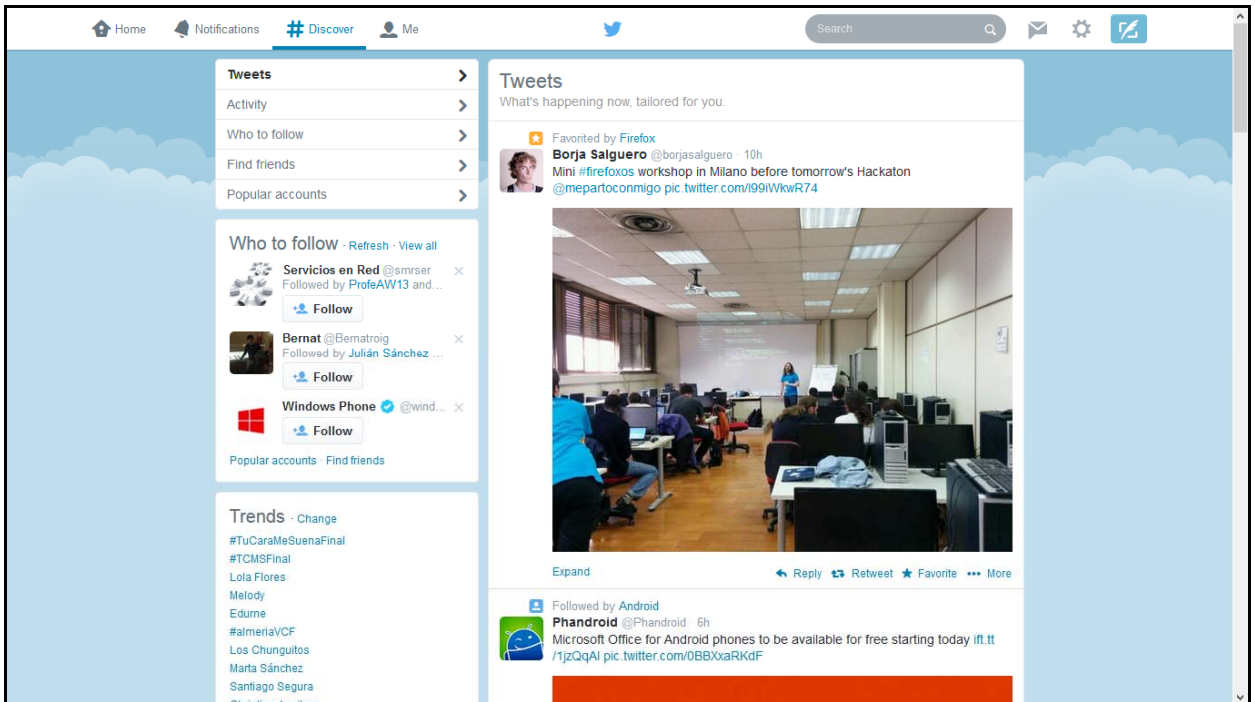 Home
Notifications
Discover
Me
Search
Tweets
Activity
Who to follow
Find friends
Popular accounts
Who to follow · Refresh · View all
Servicios en Red @smrser
Followed by ProfeAW13 and...
Follow
Bernat @Bernatroig
Followed by Julián Sánchez ...
Follow
Windows Phone @wind...
Follow
Popular accounts · Find friends
Trends · Change
#TuCaraMeSuenaFinal
#TCMSFinal
Lola Flores
Melody
Edurne
#almeriaVCF
Los Chunguitos
Marta Sánchez
Santiago Segura
Tweets
What's happening now, tailored for you.
Favorited by Firefox
Borja Salguero @borjasalguero · 10h
Mini #firefoxos workshop in Milano before tomorrow's Hackaton
@mepartoconmigo pic.twitter.com/l99iWkwR74
Expand
Reply Retweet Favorite More
Followed by Android
Phandroid @Phandroid · 6h
Microsoft Office for Android phones to be available for free starting today ift.tt
/1jzQqAl pic.twitter.com/0BBXxaRKdF